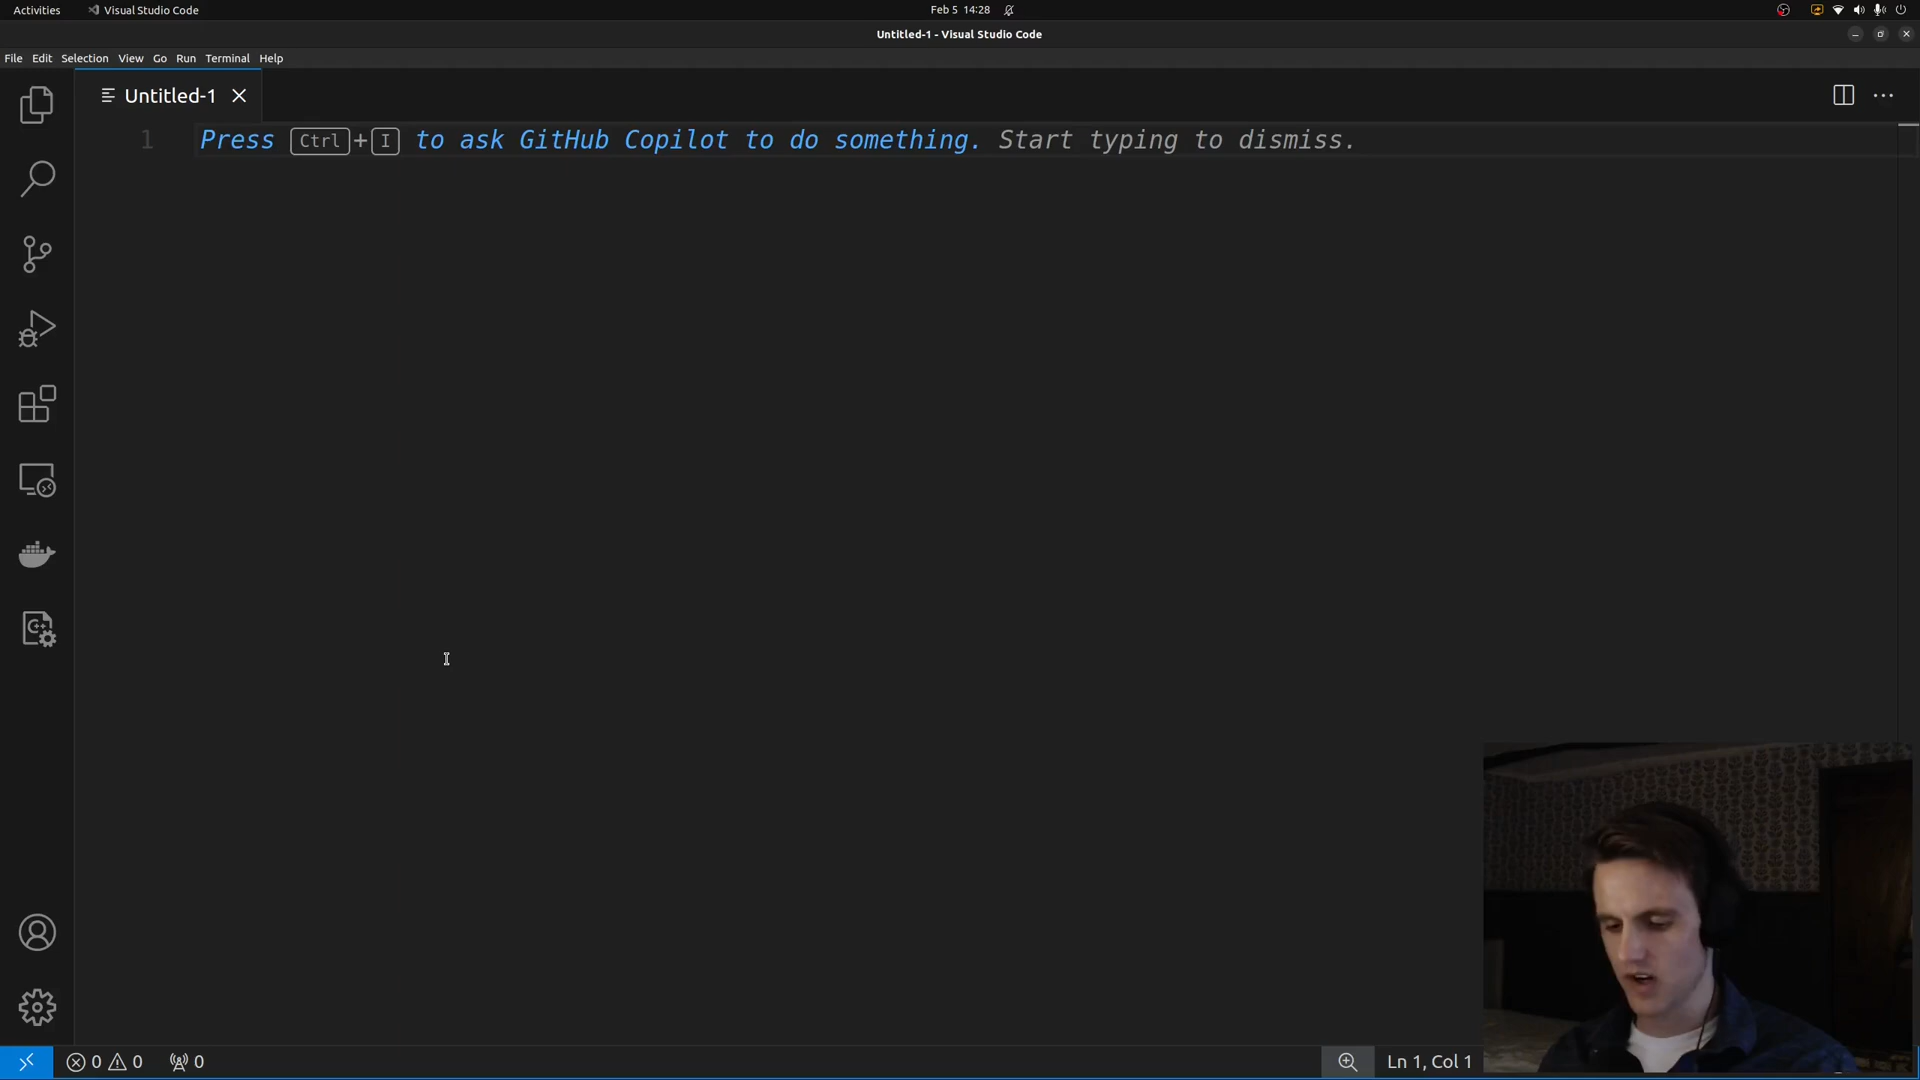 Activities Visual Studio Code Feb 5 14:28
Untitled-1 - Visual Studio Code
File Edit Selection View Go Run Terminal Help
Untitled-1
1 Press Ctrl+I to ask GitHub Copilot to do something. Start typing to dismiss.
0 0 0 Ln 1, Col 1